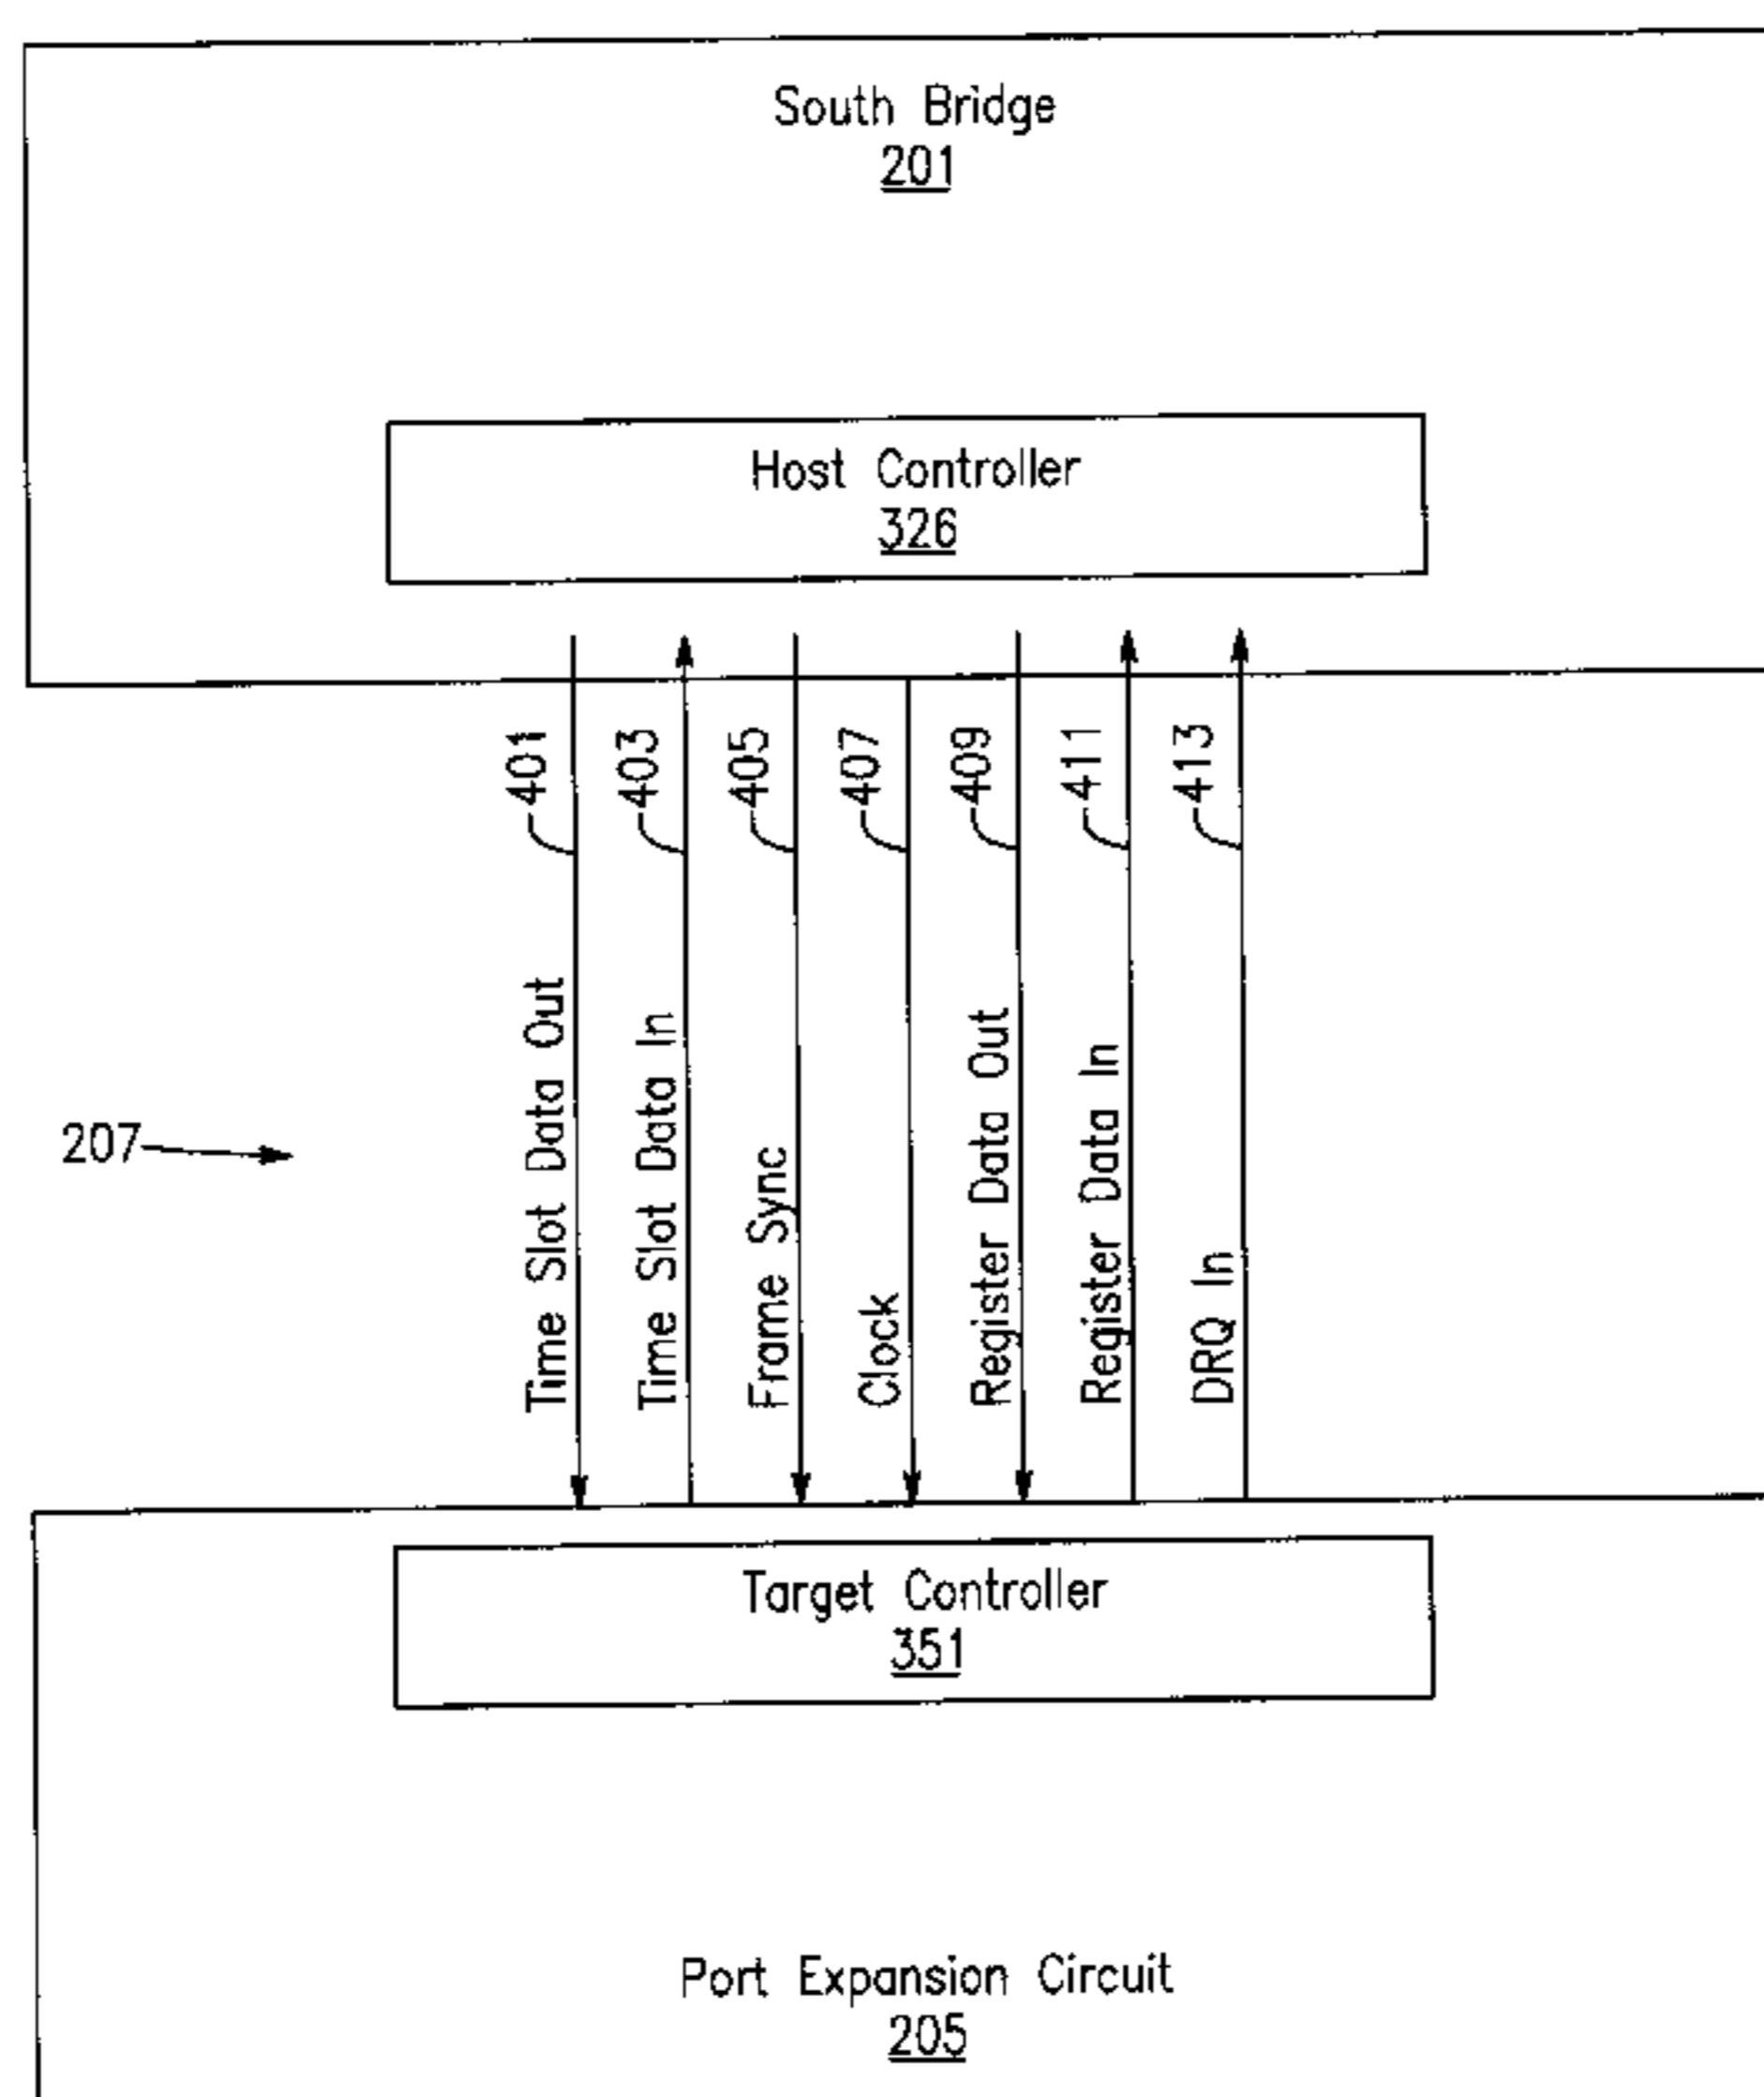 South Bridge
201
Host Controller
326
401
403
405
407
409
411
413
Time Slot Data Out
Time Slot Data In
Frame Sync
Clock
Register Data Out
Register Data In
DRQ In
207
Target Controller
351
Port Expansion Circuit
205